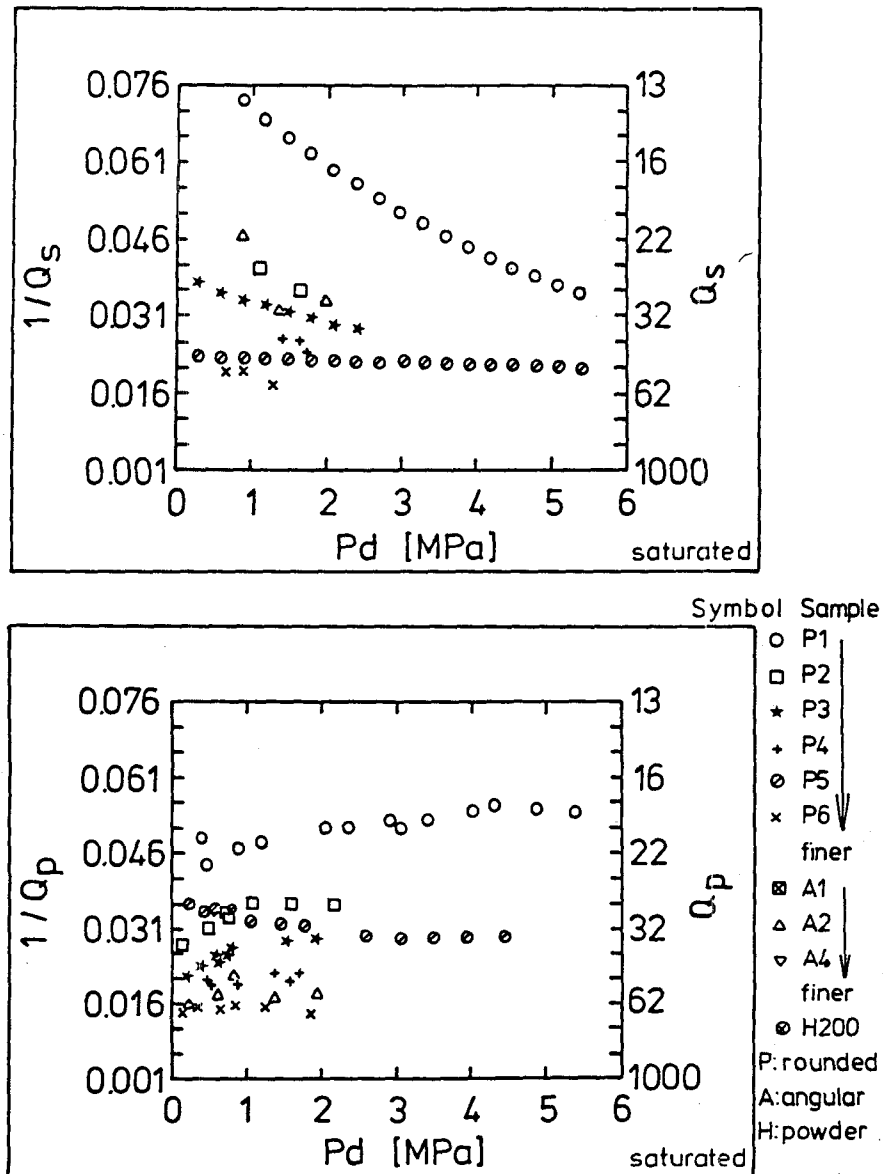 0.076
0.061
0.046
0.031
0.016
0.001
1/Qs
13
16
22
32
62
1000
Qs
0 1 2 3 4 5 6
Pd [MPa]
saturated
Symbol Sample
P1
P2
P3
P4
P5
P6
finer
A1
A2
A4
finer
H200
P: rounded
A: angular
H: powder
0.076
0.061
0.046
0.031
0.016
0.001
1/Qp
13
16
22
32
62
1000
Qp
0 1 2 3 4 5 6
Pd [MPa]
saturated